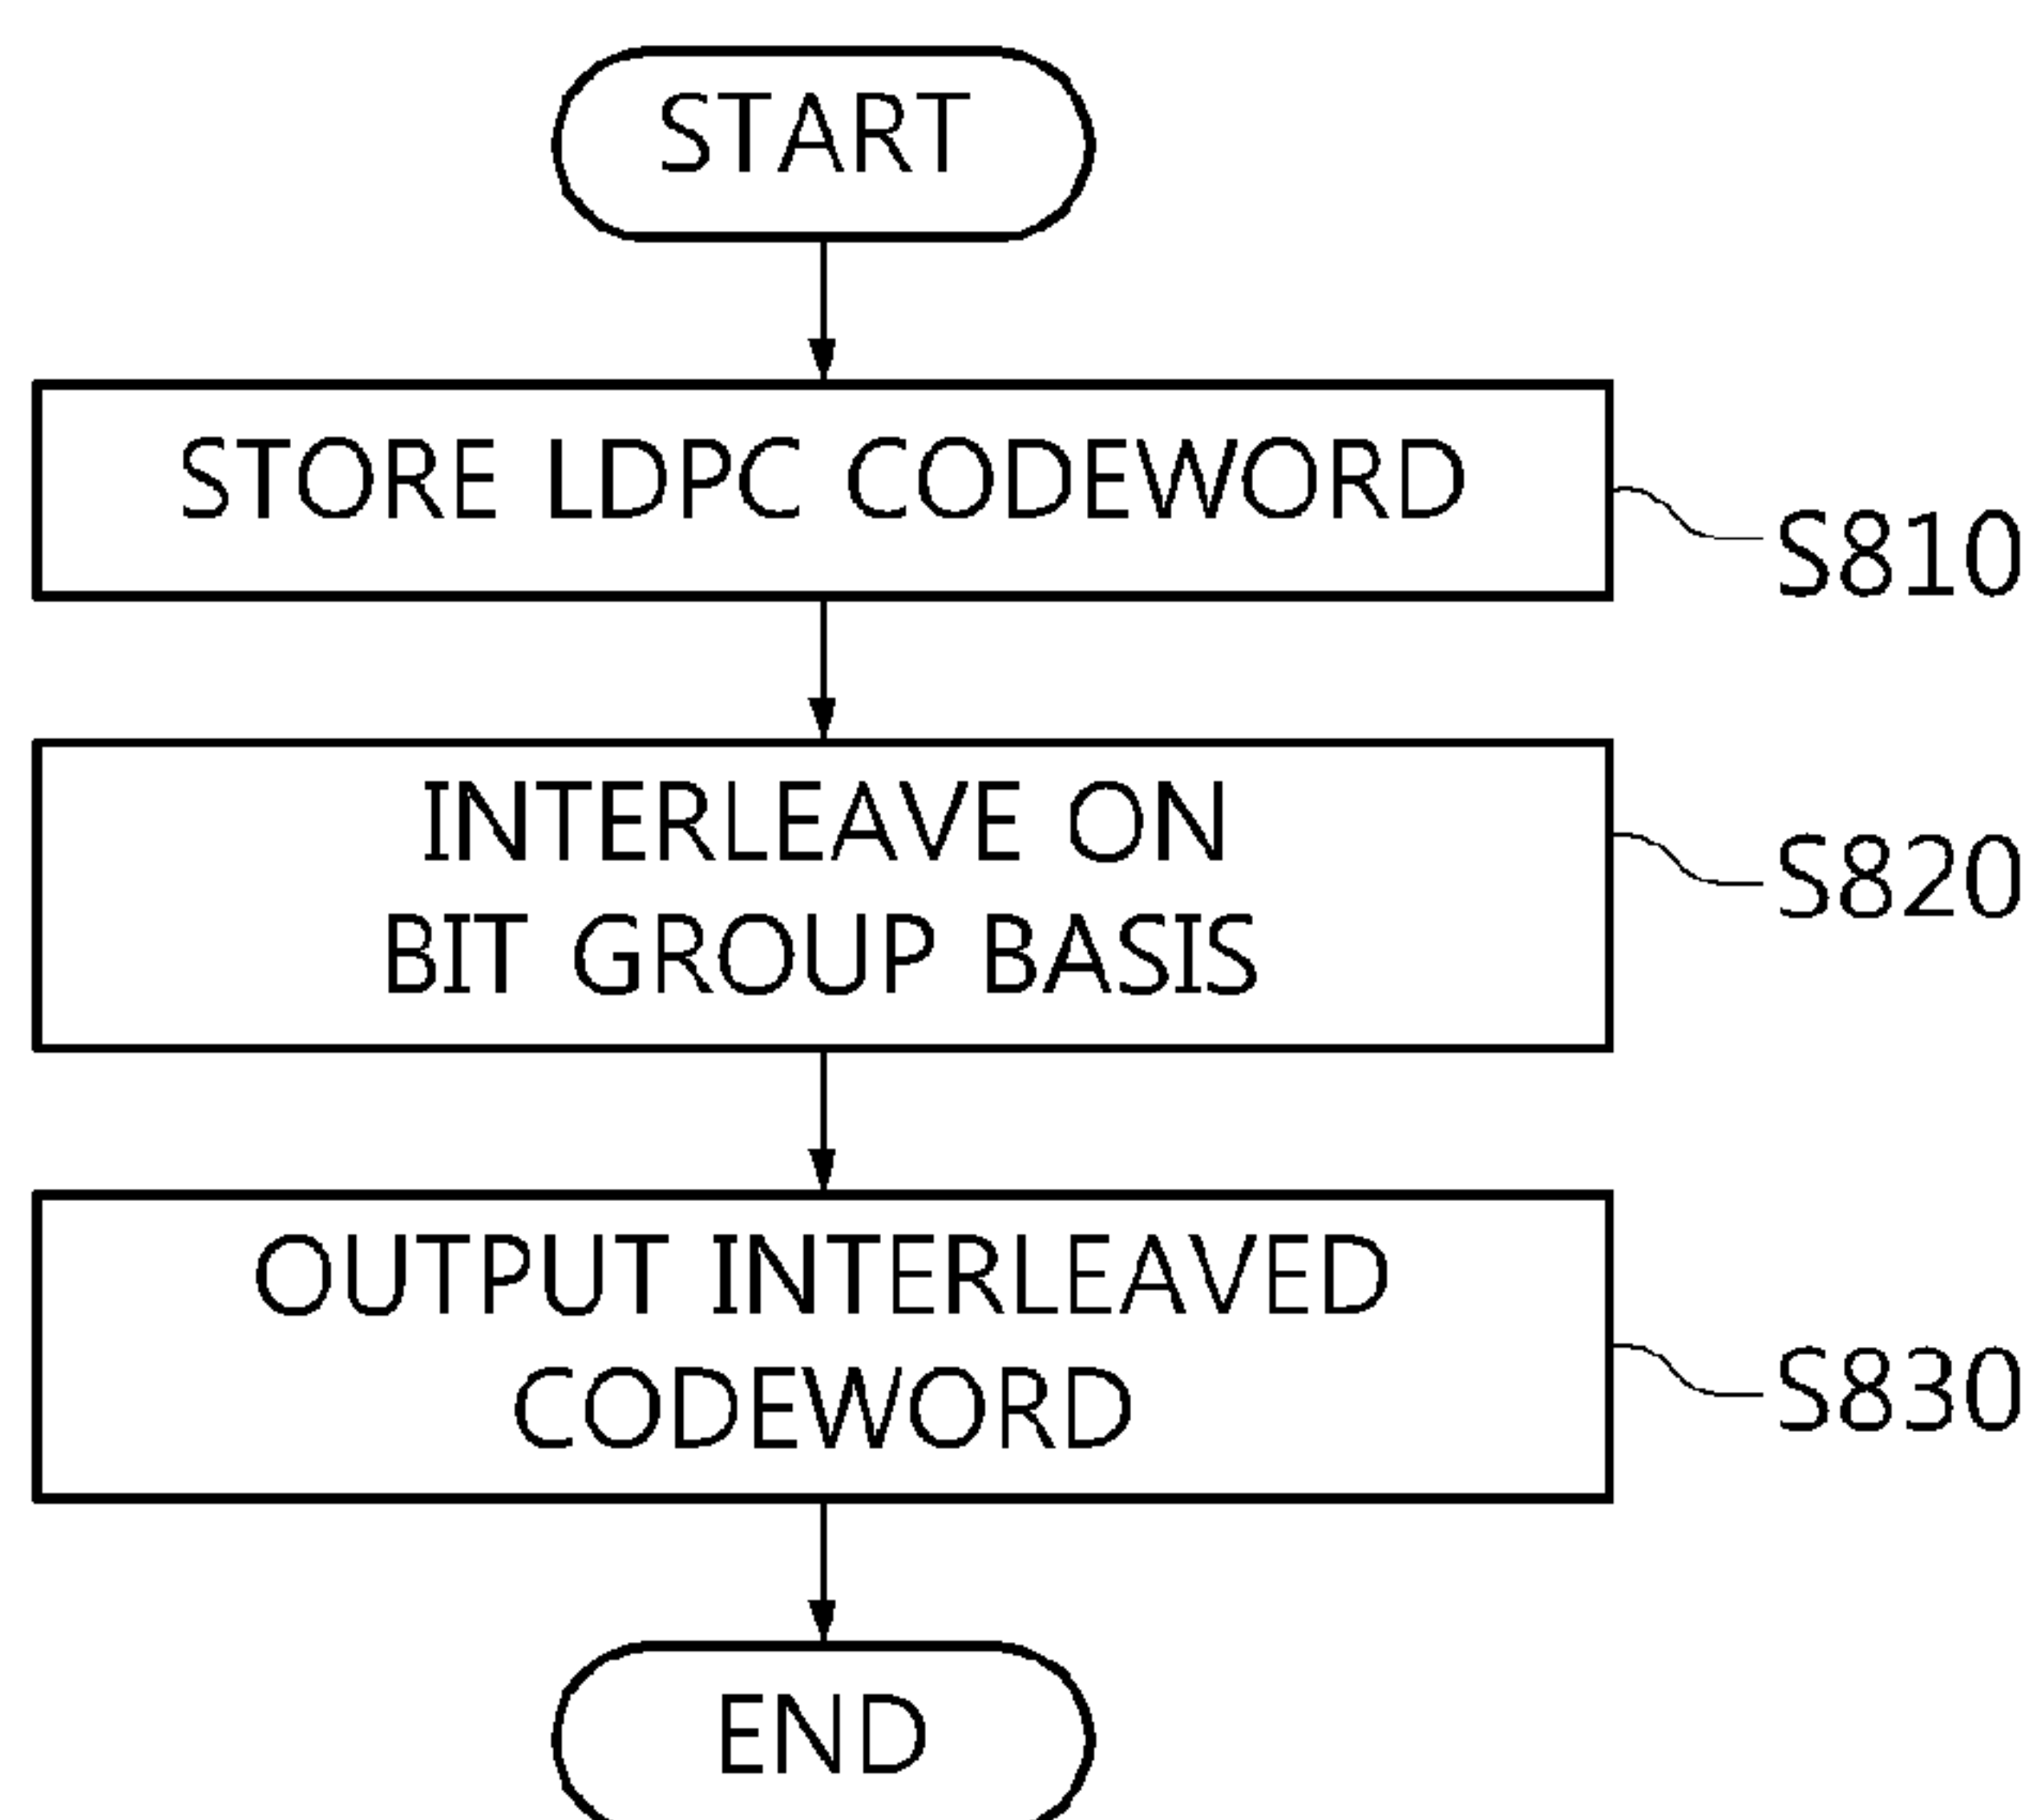 START
STORE LDPC CODEWORD
S810
INTERLEAVE ON
BIT GROUP BASIS
S820
OUTPUT INTERLEAVED
CODEWORD
S830
END